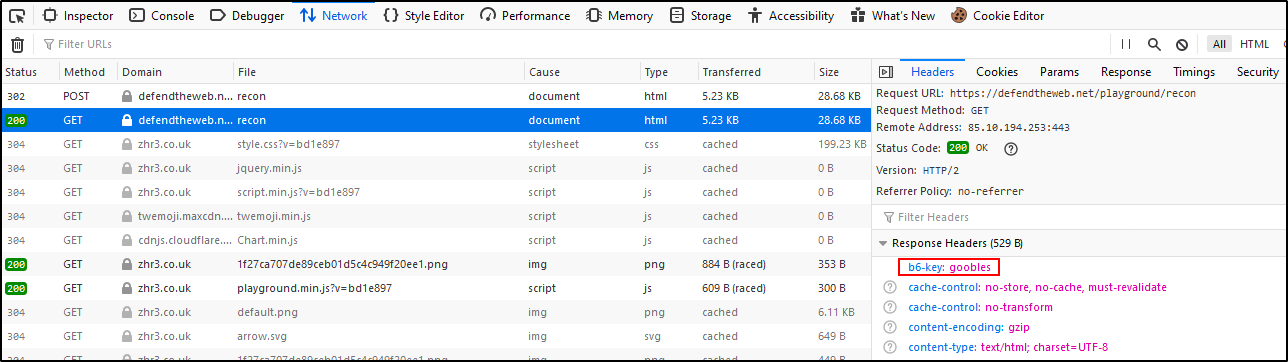 Inspector Console Debugger Network Style Editor Performance Memory Storage Accessibility What's New Cookie Editor
Filter URLs All HTML
Status Method Domain File Cause Type Transferred Size
302 POST defendtheweb.n... recon document html 5.23 KB 28.68 KB
200 GET defendtheweb.n... recon document html 5.23 KB 28.68 KB
304 GET zhr3.co.uk style.css?v=bd1e897 stylesheet css cached 199.23 KB
304 GET zhr3.co.uk jquery.min.js script js cached 0 B
304 GET zhr3.co.uk script.min.js?v=bd1e897 script js cached 0 B
304 GET twemoji.maxcdn.... twemoji.min.js script js cached 0 B
304 GET cdnjs.cloudflare.... Chart.min.js script js cached 0 B
200 GET zhr3.co.uk 1f27ca707de89ceb01d5c4c949f20ee1.png img png 884 B (raced) 353 B
200 GET zhr3.co.uk playground.min.js?v=bd1e897 script js 609 B (raced) 300 B
304 GET zhr3.co.uk default.png img png cached 6.11 KB
304 GET zhr3.co.uk arrow.svg img svg cached 649 B
304 GET zhr3.co.uk 1f27ca707de89ceb01d5c4c949f20ee1.png img png cached 449 B
Headers Cookies Params Response Timings Security
Request URL: https://defendtheweb.net/playground/recon
Request Method: GET
Remote Address: 85.10.194.253:443
Status Code: 200 OK
Version: HTTP/2
Referrer Policy: no-referrer
Filter Headers
Response Headers (529 B)
b6-key: goobles
cache-control: no-store, no-cache, must-revalidate
cache-control: no-transform
content-encoding: gzip
content-type: text/html; charset=UTF-8